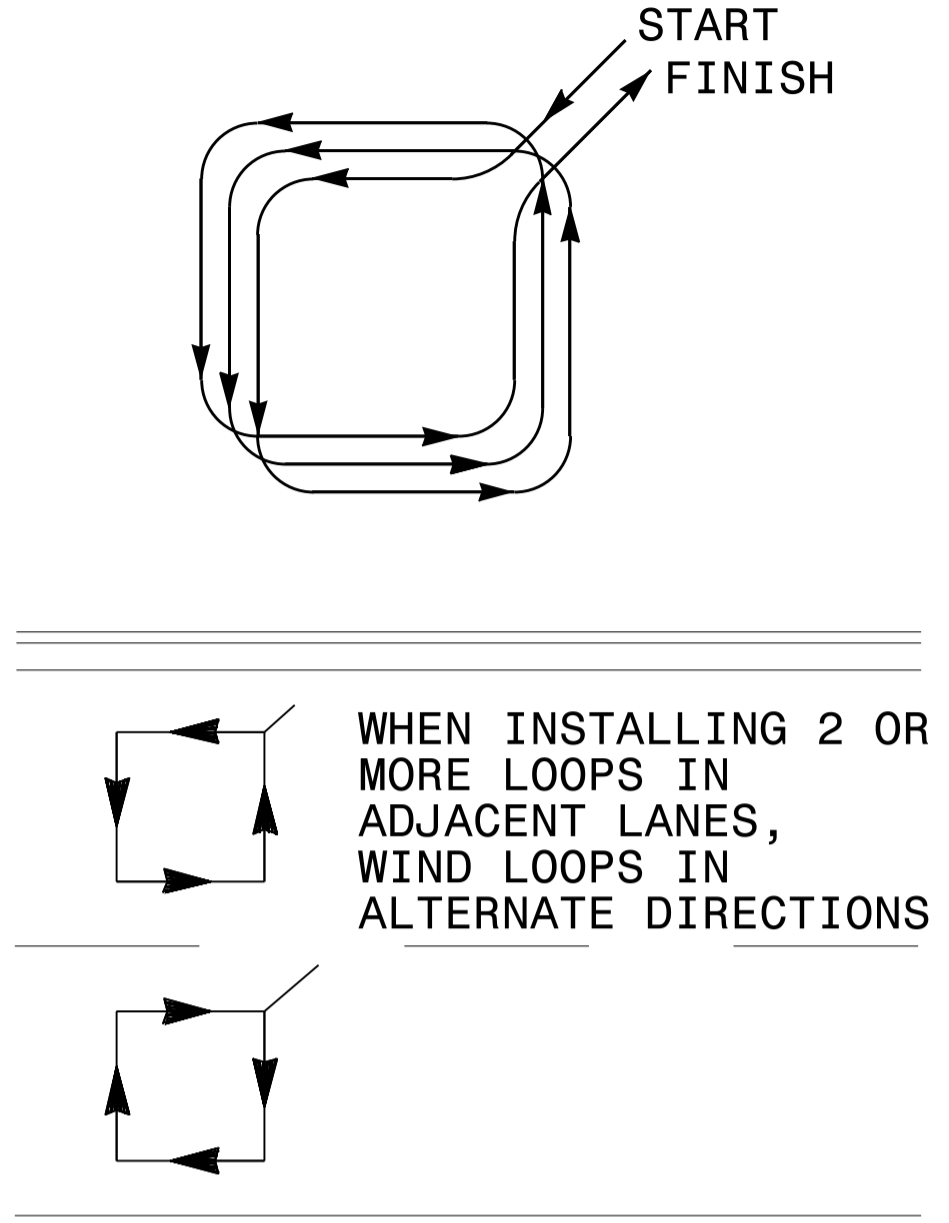 START
FINISH
WHEN INSTALLING 2 OR
MORE LOOPS IN
ADJACENT LANES,
WIND LOOPS IN
ALTERNATE DIRECTIONS